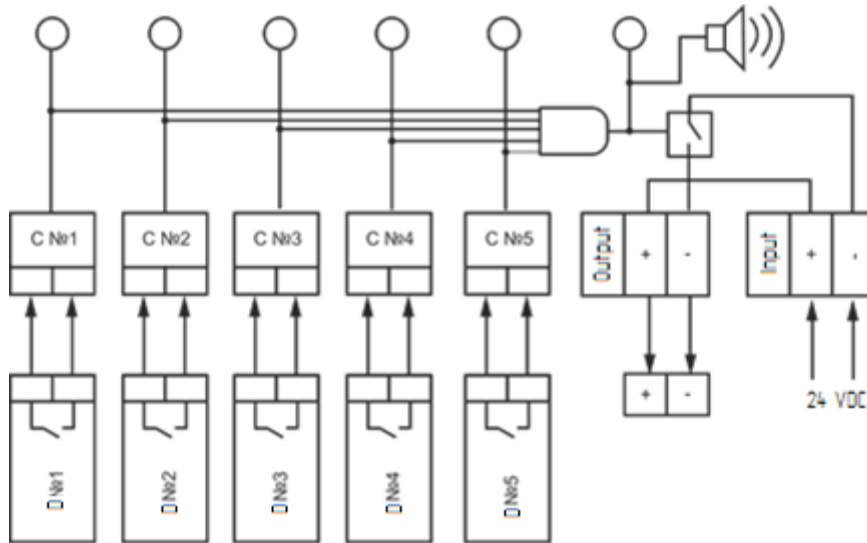 C №1
C №2
C №3
C №4
C №5
Output
+
-
Input
+
-
+ -
24 VDC
D №1
D №2
D №3
D №4
D №5